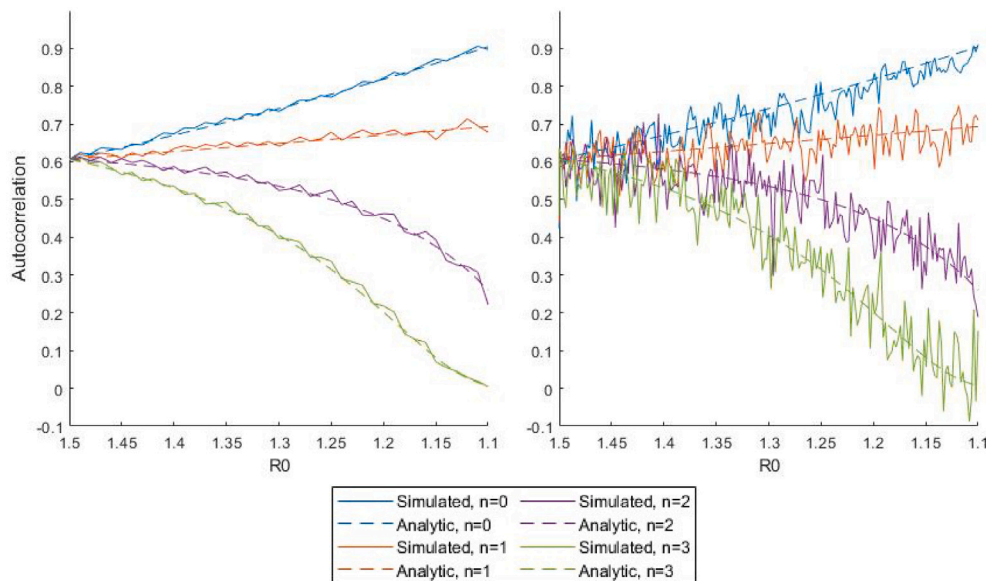 0.9
0.8
0.7
0.6
0.5
0.4
0.3
0.2
0.1
0
-0.1
Autocorrelation
1.5 1.45 1.4 1.35 1.3 1.25 1.2 1.15 1.1
R0
0.9
0.8
0.7
0.6
0.5
0.4
0.3
0.2
0.1
0
-0.1
1.5 1.45 1.4 1.35 1.3 1.25 1.2 1.15 1.1
R0
Simulated, n=0
Analytic, n=0
Simulated, n=1
Analytic, n=1
Simulated, n=2
Analytic, n=2
Simulated, n=3
Analytic, n=3